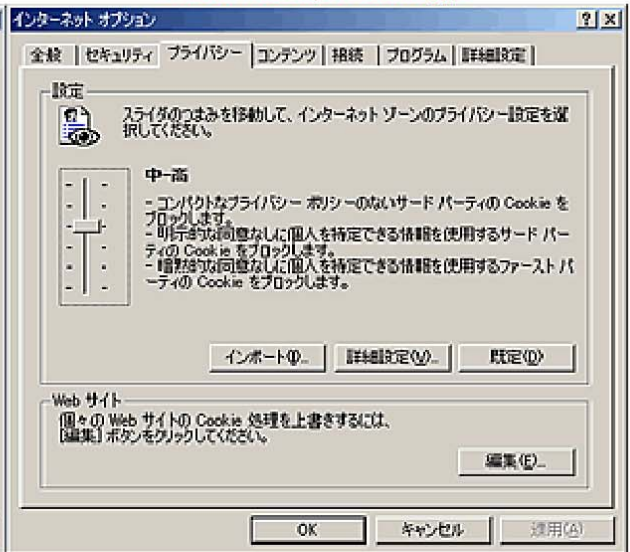 インターネット オプション
全般 セキュリティ プライバシー コンテンツ 接続 プログラム 詳細設定
設定
スライダのつまみを移動して、インターネット ゾーンのプライバシー設定を選
択してください。
中-高
- コンパクトなプライバシー ポリシーのないサード パーティの Cookie を
ブロックします。
- 明示的な同意なしに個人を特定できる情報を使用するサード パー
ティの Cookie をブロックします。
- 暗黙的な同意なしに個人を特定できる情報を使用するファースト パ
ーティの Cookie をブロックします。
インポート(I)... 詳細設定(V)... 既定(D)
Web サイト
個々の Web サイトの Cookie 処理を上書きするには、
[編集] ボタンをクリックしてください。
編集(E)...
OK キャンセル 適用(A)